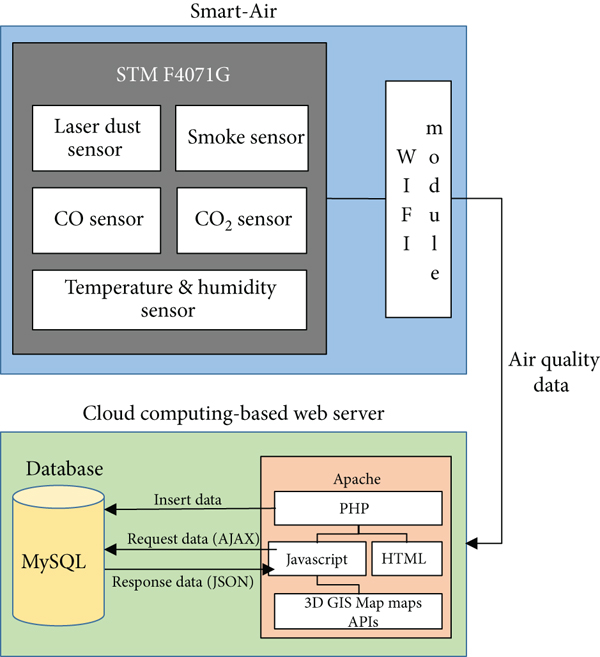 Smart-Air
STM F4071G
Laser dust
sensor
Smoke sensor
CO sensor
CO₂ sensor
Temperature & humidity
sensor
WIFI
module
Air quality
data
Cloud computing-based web server
Database
MySQL
Insert data
Request data (AJAX)
Response data (JSON)
Apache
PHP
Javascript
HTML
3D GIS Map maps
APIs